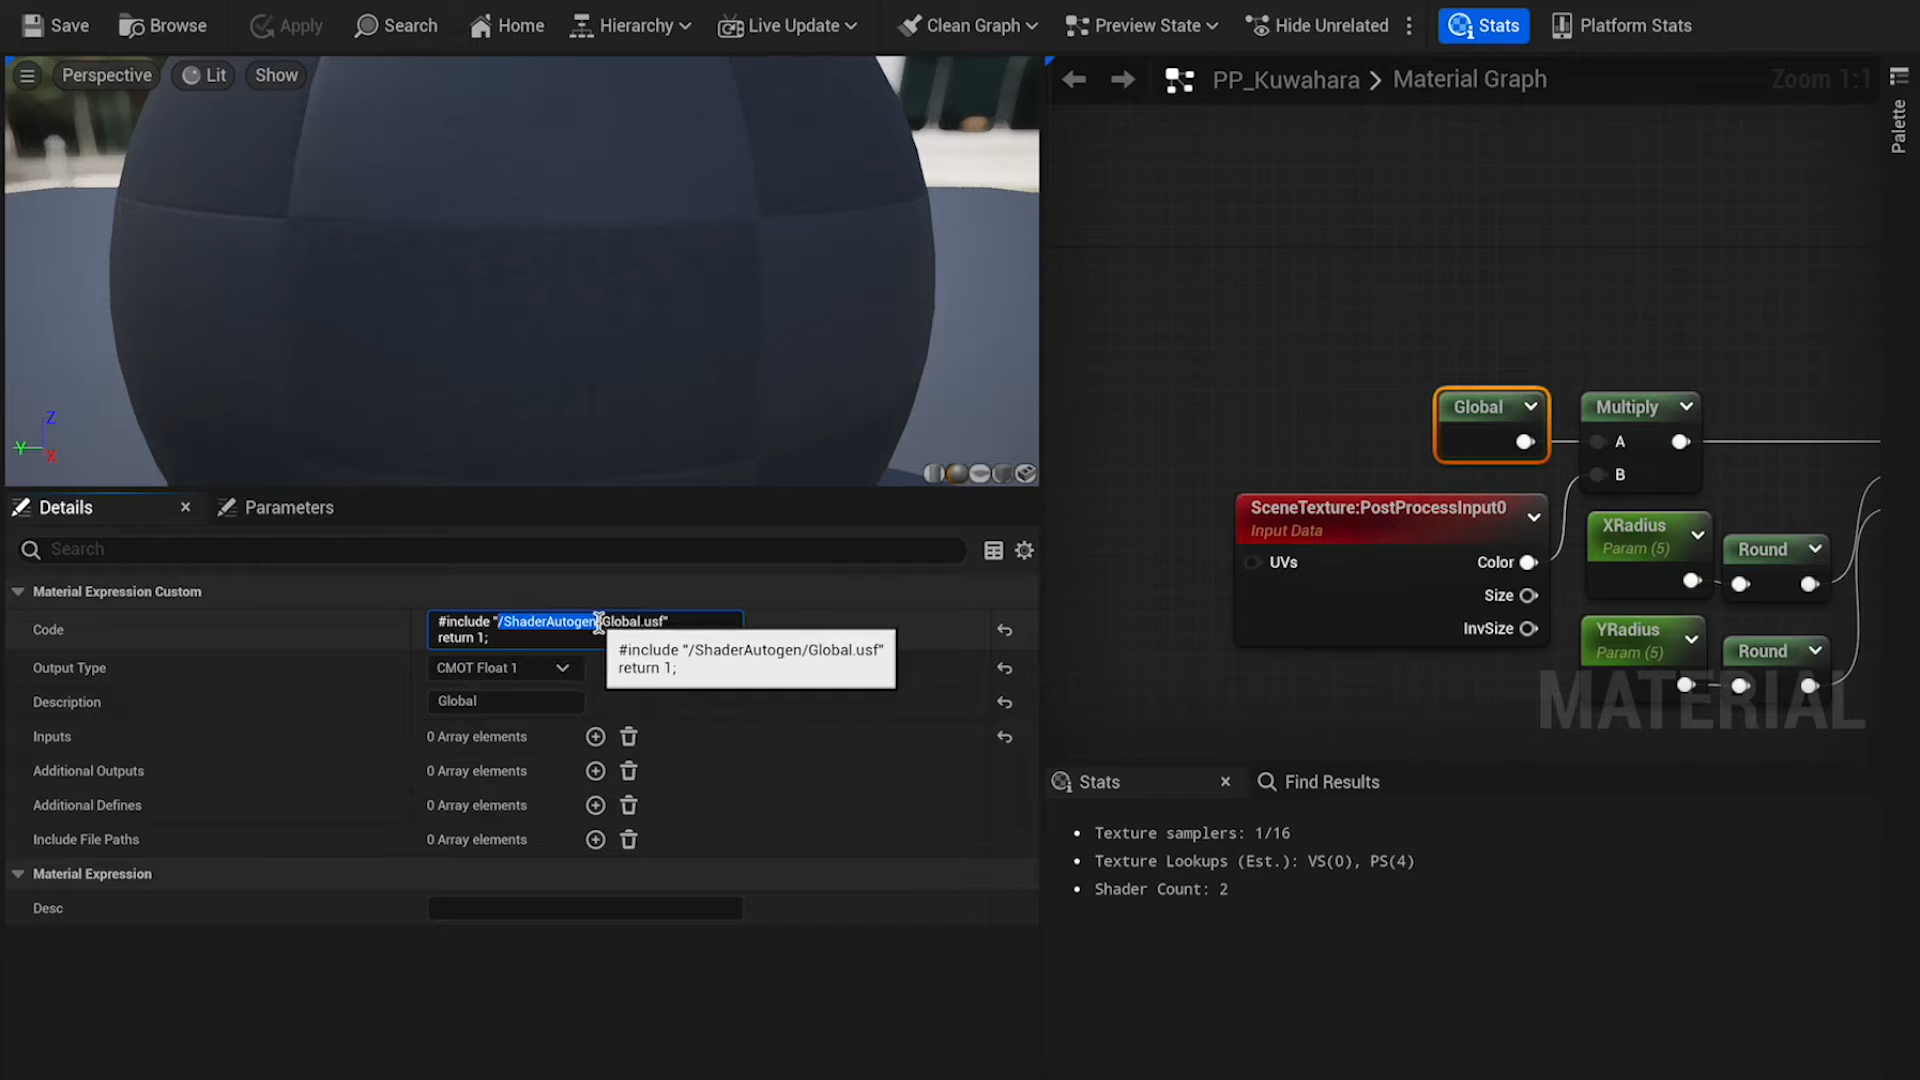 Save
Browse
Apply
Search
Home
Hierarchy
Live Update
Clean Graph
Preview State
Hide Unrelated
Stats
Platform Stats
Perspective
Lit
Show
Z
Y
X
PP_Kuwahara > Material Graph
Zoom 1:1
Palette
Global
Multiply
A
B
SceneTexture:PostProcessInput0
Input Data
UVs
Color
Size
InvSize
XRadius
Param (5)
Round
YRadius
Param (5)
Round
MATERIAL
Details
Parameters
Search
Material Expression Custom
Code
#include "/ShaderAutogen/Global.usf"
return 1;
#include "/ShaderAutogen/Global.usf"
return 1;
Output Type
CMOT Float 1
Description
Global
Inputs
0 Array elements
Additional Outputs
0 Array elements
Additional Defines
0 Array elements
Include File Paths
0 Array elements
Material Expression
Desc
Stats
Find Results
Texture samplers: 1/16
Texture Lookups (Est.): VS(0), PS(4)
Shader Count: 2